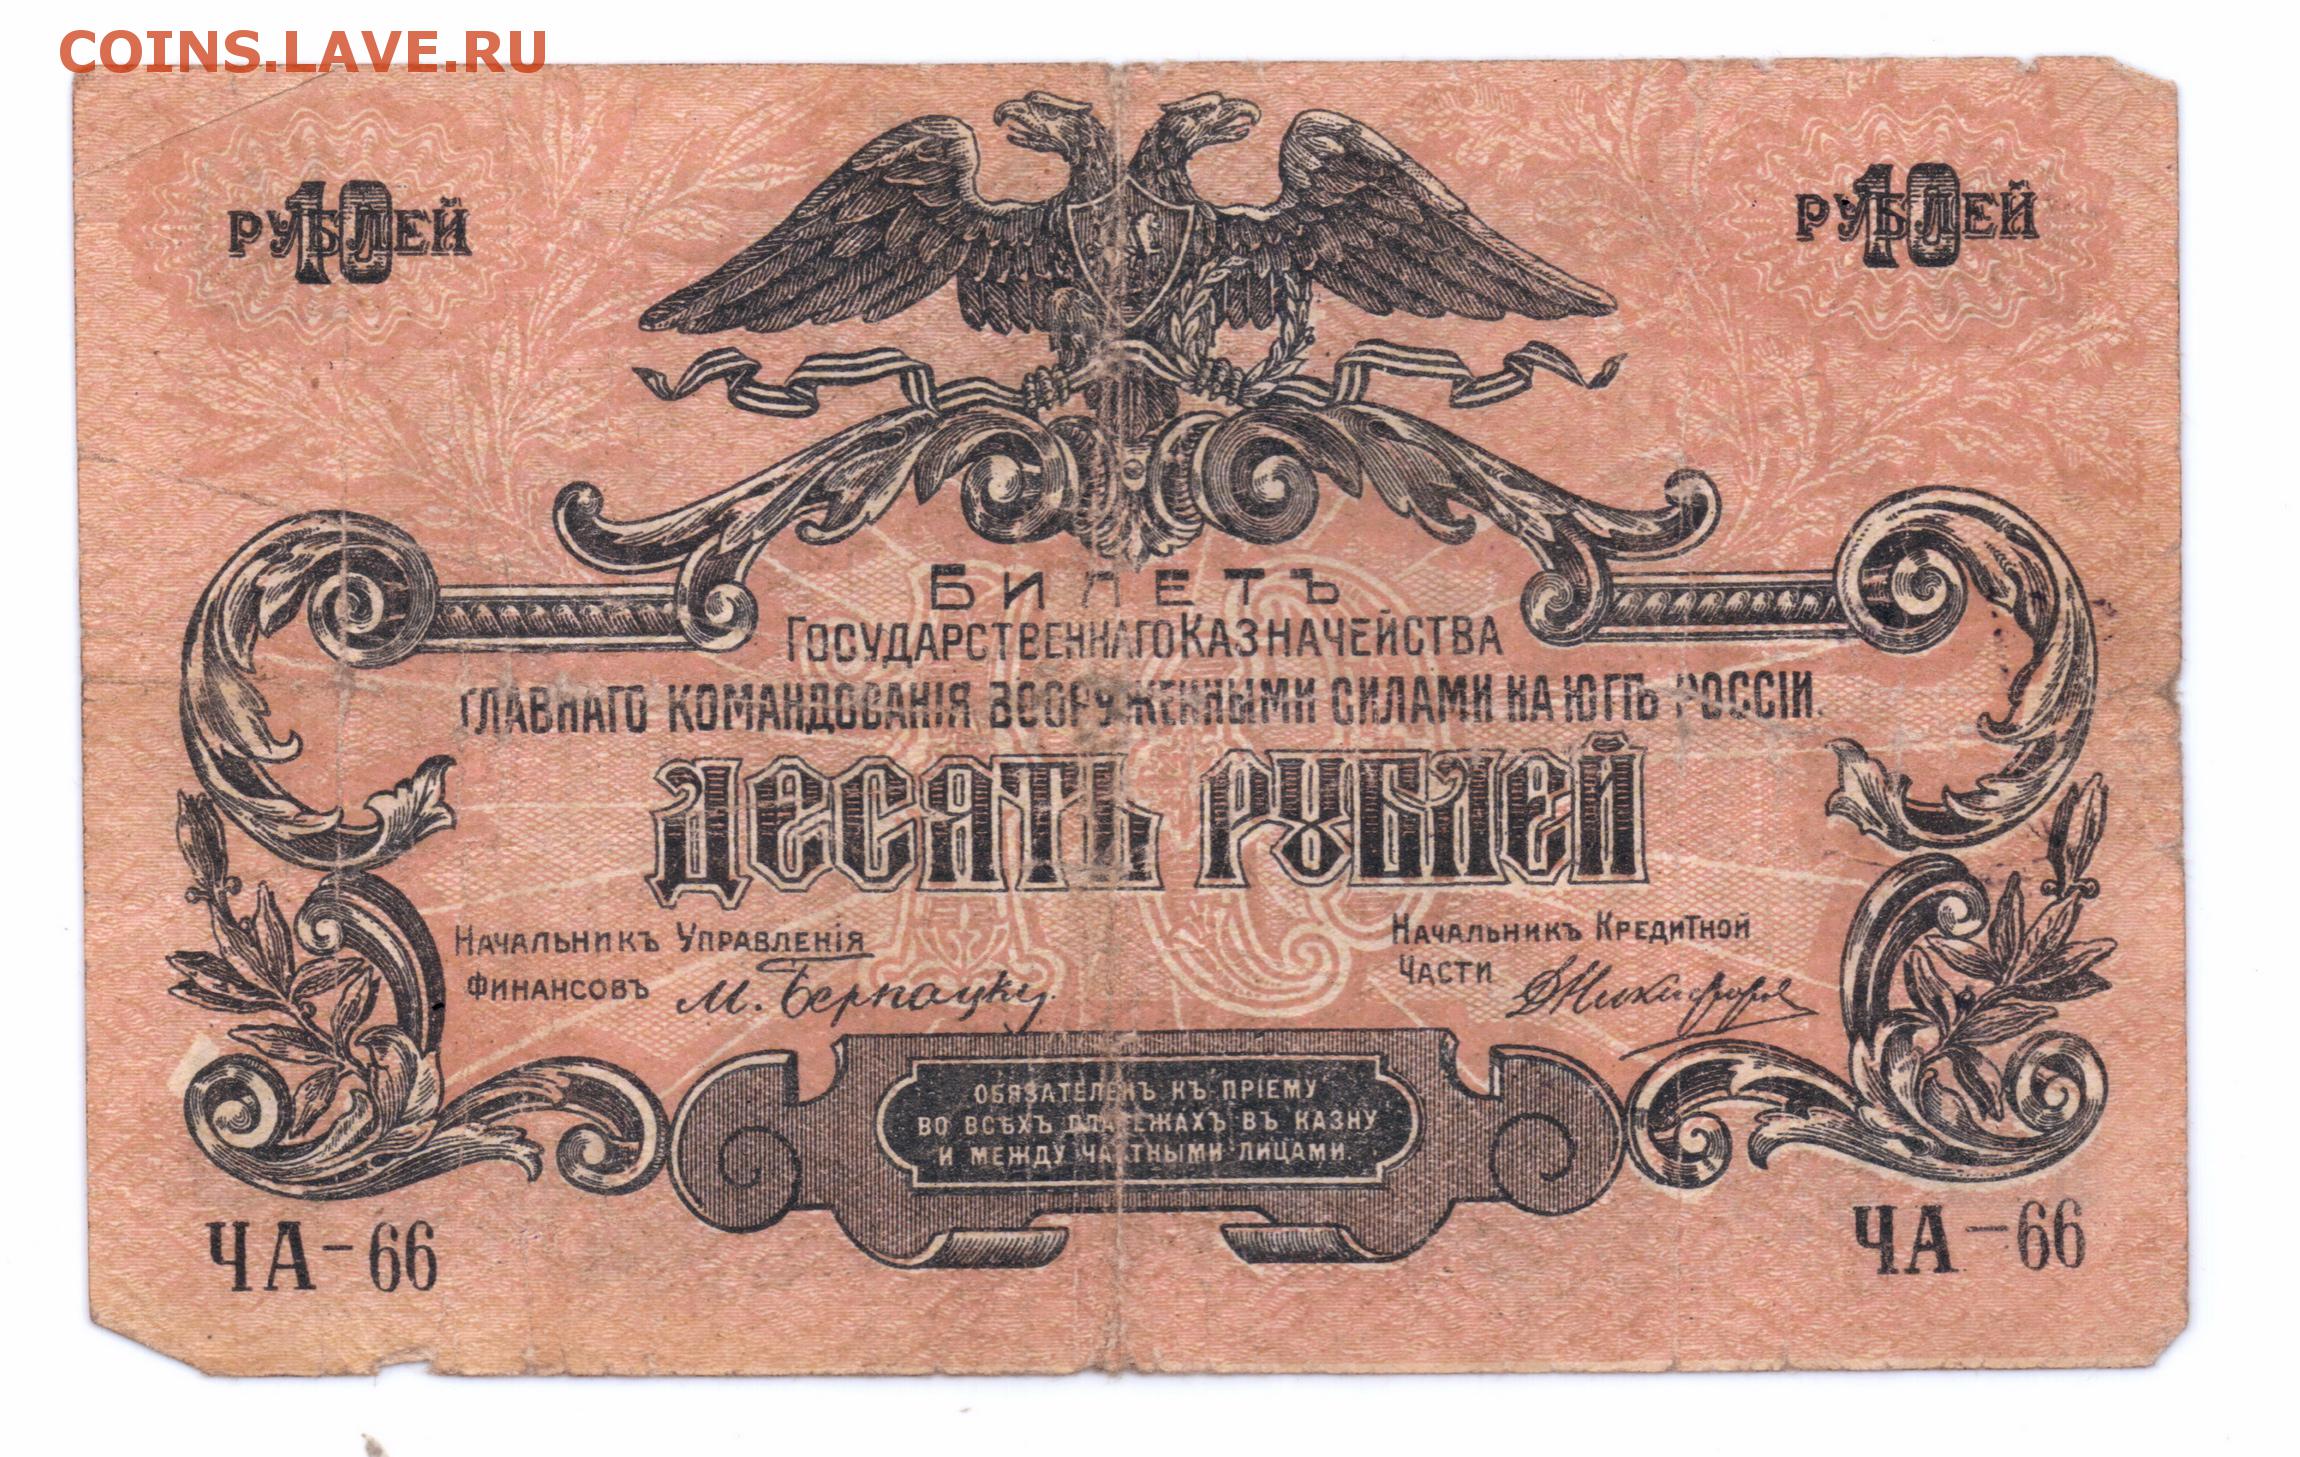 COINS.LAVE.RU
10 РУБЛЕЙ
10 РУБЛЕЙ
БИЛЕТЪ
ГОСУДАРСТВЕННАГО КАЗНАЧЕЙСТВА
ГЛАВНАГО КОМАНДОВАНІЯ ВООРУЖЕННЫМИ СИЛАМИ НА ЮГѢ РОССІИ.
ДЕСЯТЬ РУБЛЕЙ
НАЧАЛЬНИКЪ УПРАВЛЕНІЯ
ФИНАНСОВЪ М. Бернацкій
НАЧАЛЬНИКЪ КРЕДИТНОЙ
ЧАСТИ Д Никифоров
ОБЯЗАТЕЛЕНЪ КЪ ПРІЕМУ
ВО ВСѢХЪ ПЛАТЕЖАХЪ ВЪ КАЗНУ
И МЕЖДУ ЧАСТНЫМИ ЛИЦАМИ.
ЧА-66
ЧА-66